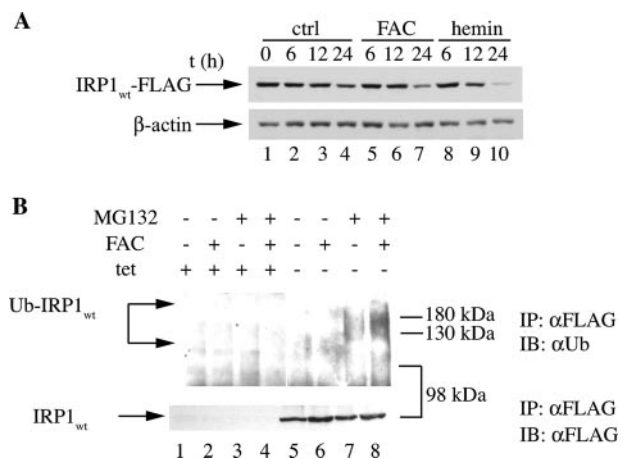 A
ctrl FAC hemin
t (h) 0 6 12 24 6 12 24 6 12 24
IRP1wt-FLAG
β-actin
1 2 3 4 5 6 7 8 9 10
B
MG132 - - + + - - + +
FAC - + - + - + - +
tet + + + + - - - -
Ub-IRP1wt
180 kDa
130 kDa
IP: αFLAG
IB: αUb
98 kDa
IRP1wt
IP: αFLAG
IB: αFLAG
1 2 3 4 5 6 7 8